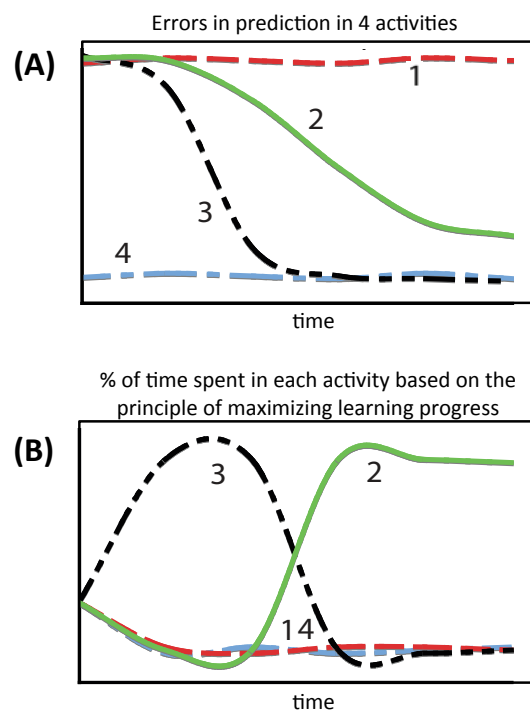 Errors in prediction in 4 activities
(A)
1
2
3
4
time
% of time spent in each activity based on the
principle of maximizing learning progress
(B)
3
2
14
time